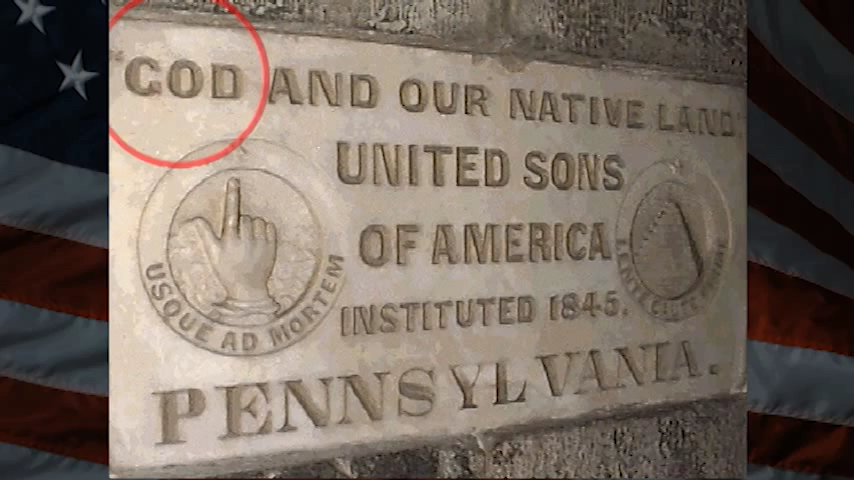 GOD AND OUR NATIVE LAND
UNITED SONS
OF AMERICA
INSTITUTED 1845.
USQUE AD MORTEM
PENNSYLVANIA.